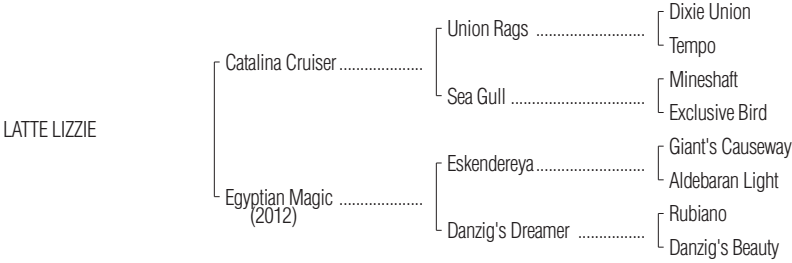 Dixie Union
Union Rags ........................
Tempo
Catalina Cruiser ....................
Mineshaft
Sea Gull ...............................
Exclusive Bird
LATTE LIZZIE
Giant's Causeway
Eskendereya ........................
Aldebaran Light
Egyptian Magic ....................
(2012)
Rubiano
Danzig's Dreamer ...............
Danzig's Beauty